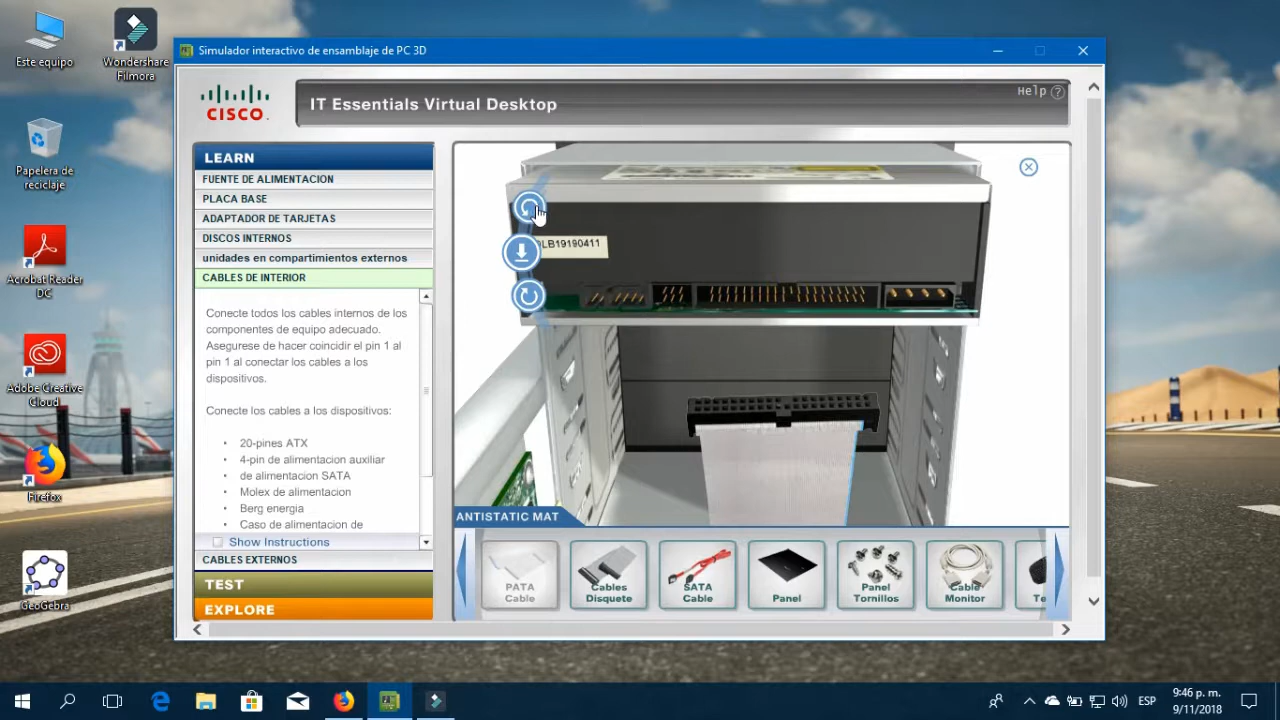 Este equipo
Wondershare
Filmora
Papelera de
reciclaje
Acrobat Reader
DC
Adobe Creative
Cloud
Firefox
GeoGebra
Simulador interactivo de ensamblaje de PC 3D
CISCO
IT Essentials Virtual Desktop
Help ?
LEARN
FUENTE DE ALIMENTACION
PLACA BASE
ADAPTADOR DE TARJETAS
DISCOS INTERNOS
unidades en compartimientos externos
CABLES DE INTERIOR
Conecte todos los cables internos de los
componentes de equipo adecuado.
Asegurese de hacer coincidir el pin 1 al
pin 1 al conectar los cables a los
dispositivos.
Conecte los cables a los dispositivos:
• 20-pines ATX
• 4-pin de alimentacion auxiliar
• de alimentacion SATA
• Molex de alimentacion
• Berg energia
• Caso de alimentacion de
Show Instructions
CABLES EXTERNOS
TEST
EXPLORE
LB19190411
ANTISTATIC MAT
PATA
Cable
Cables
Disquete
SATA
Cable
Panel
Panel
Tornillos
Cable
Monitor
Te
ESP
9:46 p. m.
9/11/2018